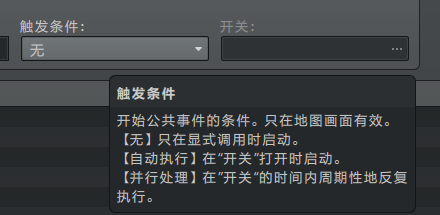 触发条件: 开关:
无 ...
触发条件
开始公共事件的条件。只在地图画面有效。
【无】只在显式调用时启动。
【自动执行】在“开关”打开时启动。
【并行处理】在“开关”的时间内周期性地反复
执行。